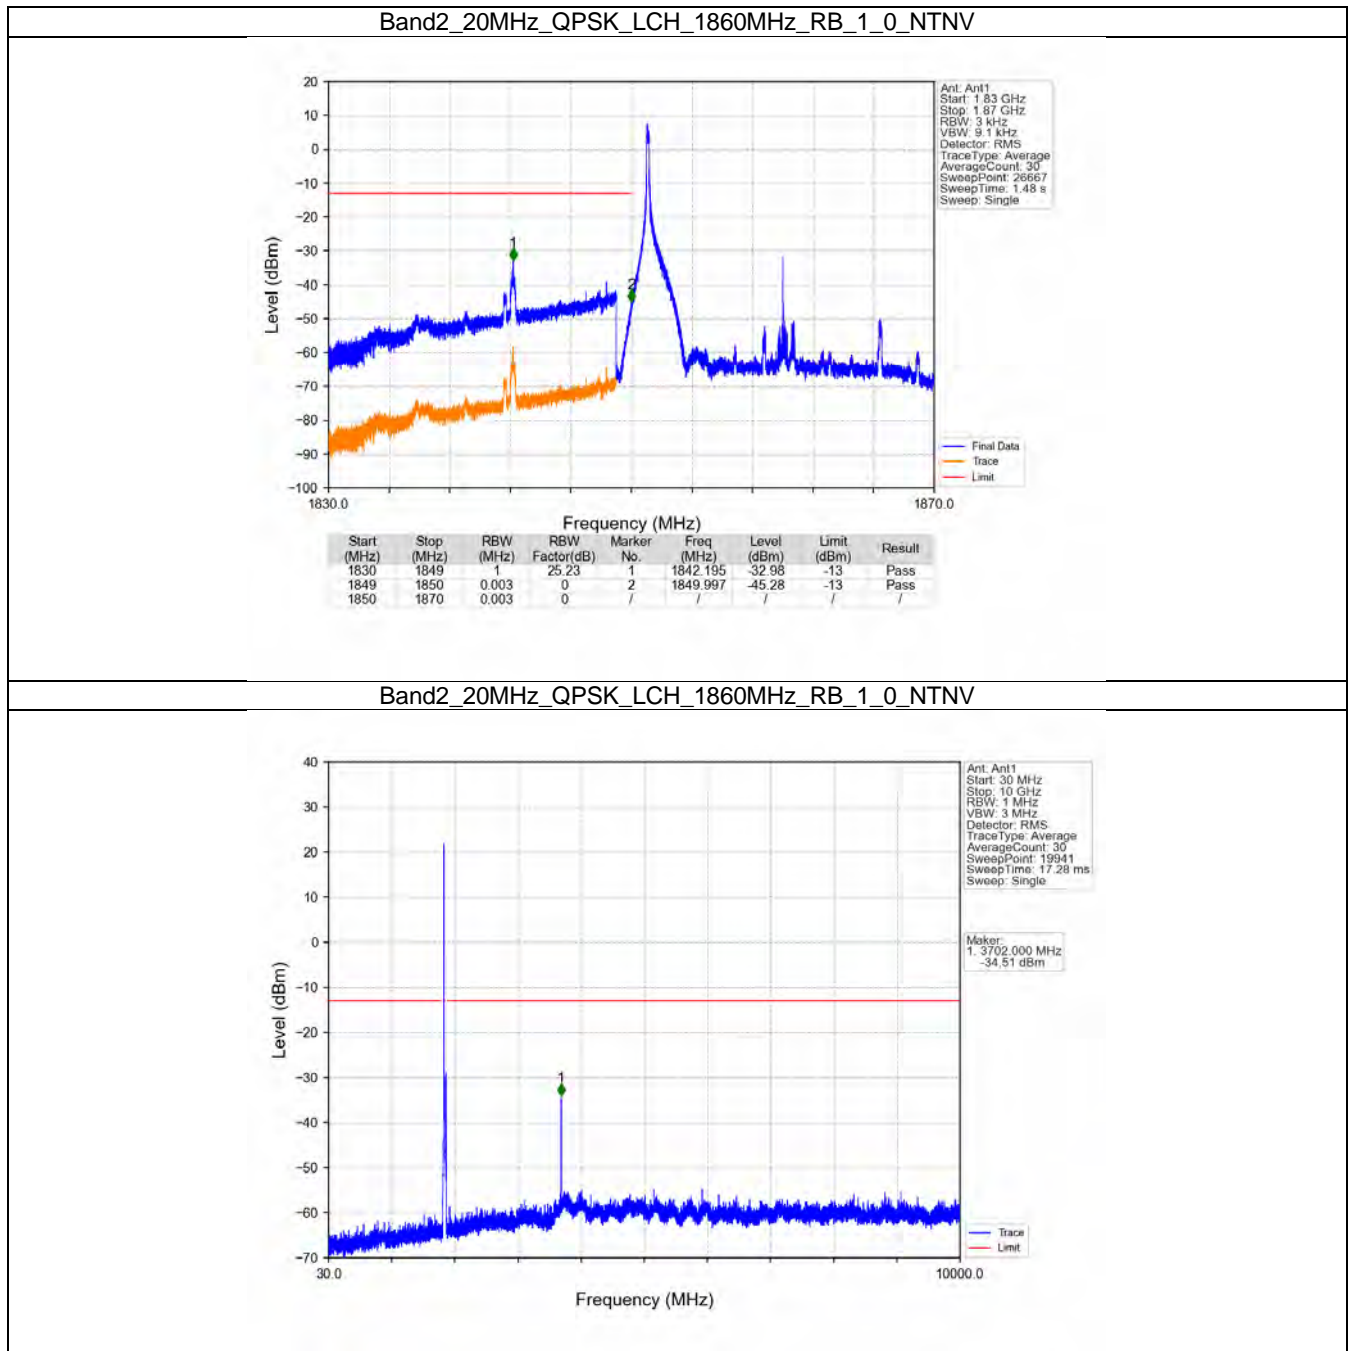 Band2_20MHz_QPSK_LCH_1860MHz_RB_1_0_NTNV
20
10
0
−10
−20
−30
−40
−50
−60
−70
−80
−90
−100
Level (dBm)
1
2
1830.0
1870.0
Frequency (MHz)
Ant: Ant1
Start: 1.83 GHz
Stop: 1.87 GHz
RBW: 3 kHz
VBW: 9.1 kHz
Detector: RMS
TraceType: Average
AverageCount: 30
SweepPoint: 26667
SweepTime: 1.48 s
Sweep: Single
Final Data
Trace
Limit
Start Stop RBW RBW Marker Freq Level Limit Result
(MHz) (MHz) (MHz) Factor(dB) No. (MHz) (dBm) (dBm)
1830 1849 1 25.23 1 1842.195 -32.98 -13 Pass
1849 1850 0.003 0 2 1849.997 -45.28 -13 Pass
1850 1870 0.003 0 / / / / /
Band2_20MHz_QPSK_LCH_1860MHz_RB_1_0_NTNV
40
30
20
10
0
−10
−20
−30
−40
−50
−60
−70
Level (dBm)
1
30.0
10000.0
Frequency (MHz)
Ant: Ant1
Start: 30 MHz
Stop: 10 GHz
RBW: 1 MHz
VBW: 3 MHz
Detector: RMS
TraceType: Average
AverageCount: 30
SweepPoint: 19941
SweepTime: 17.28 ms
Sweep: Single
Maker:
1. 3702.000 MHz
-34.51 dBm
Trace
Limit